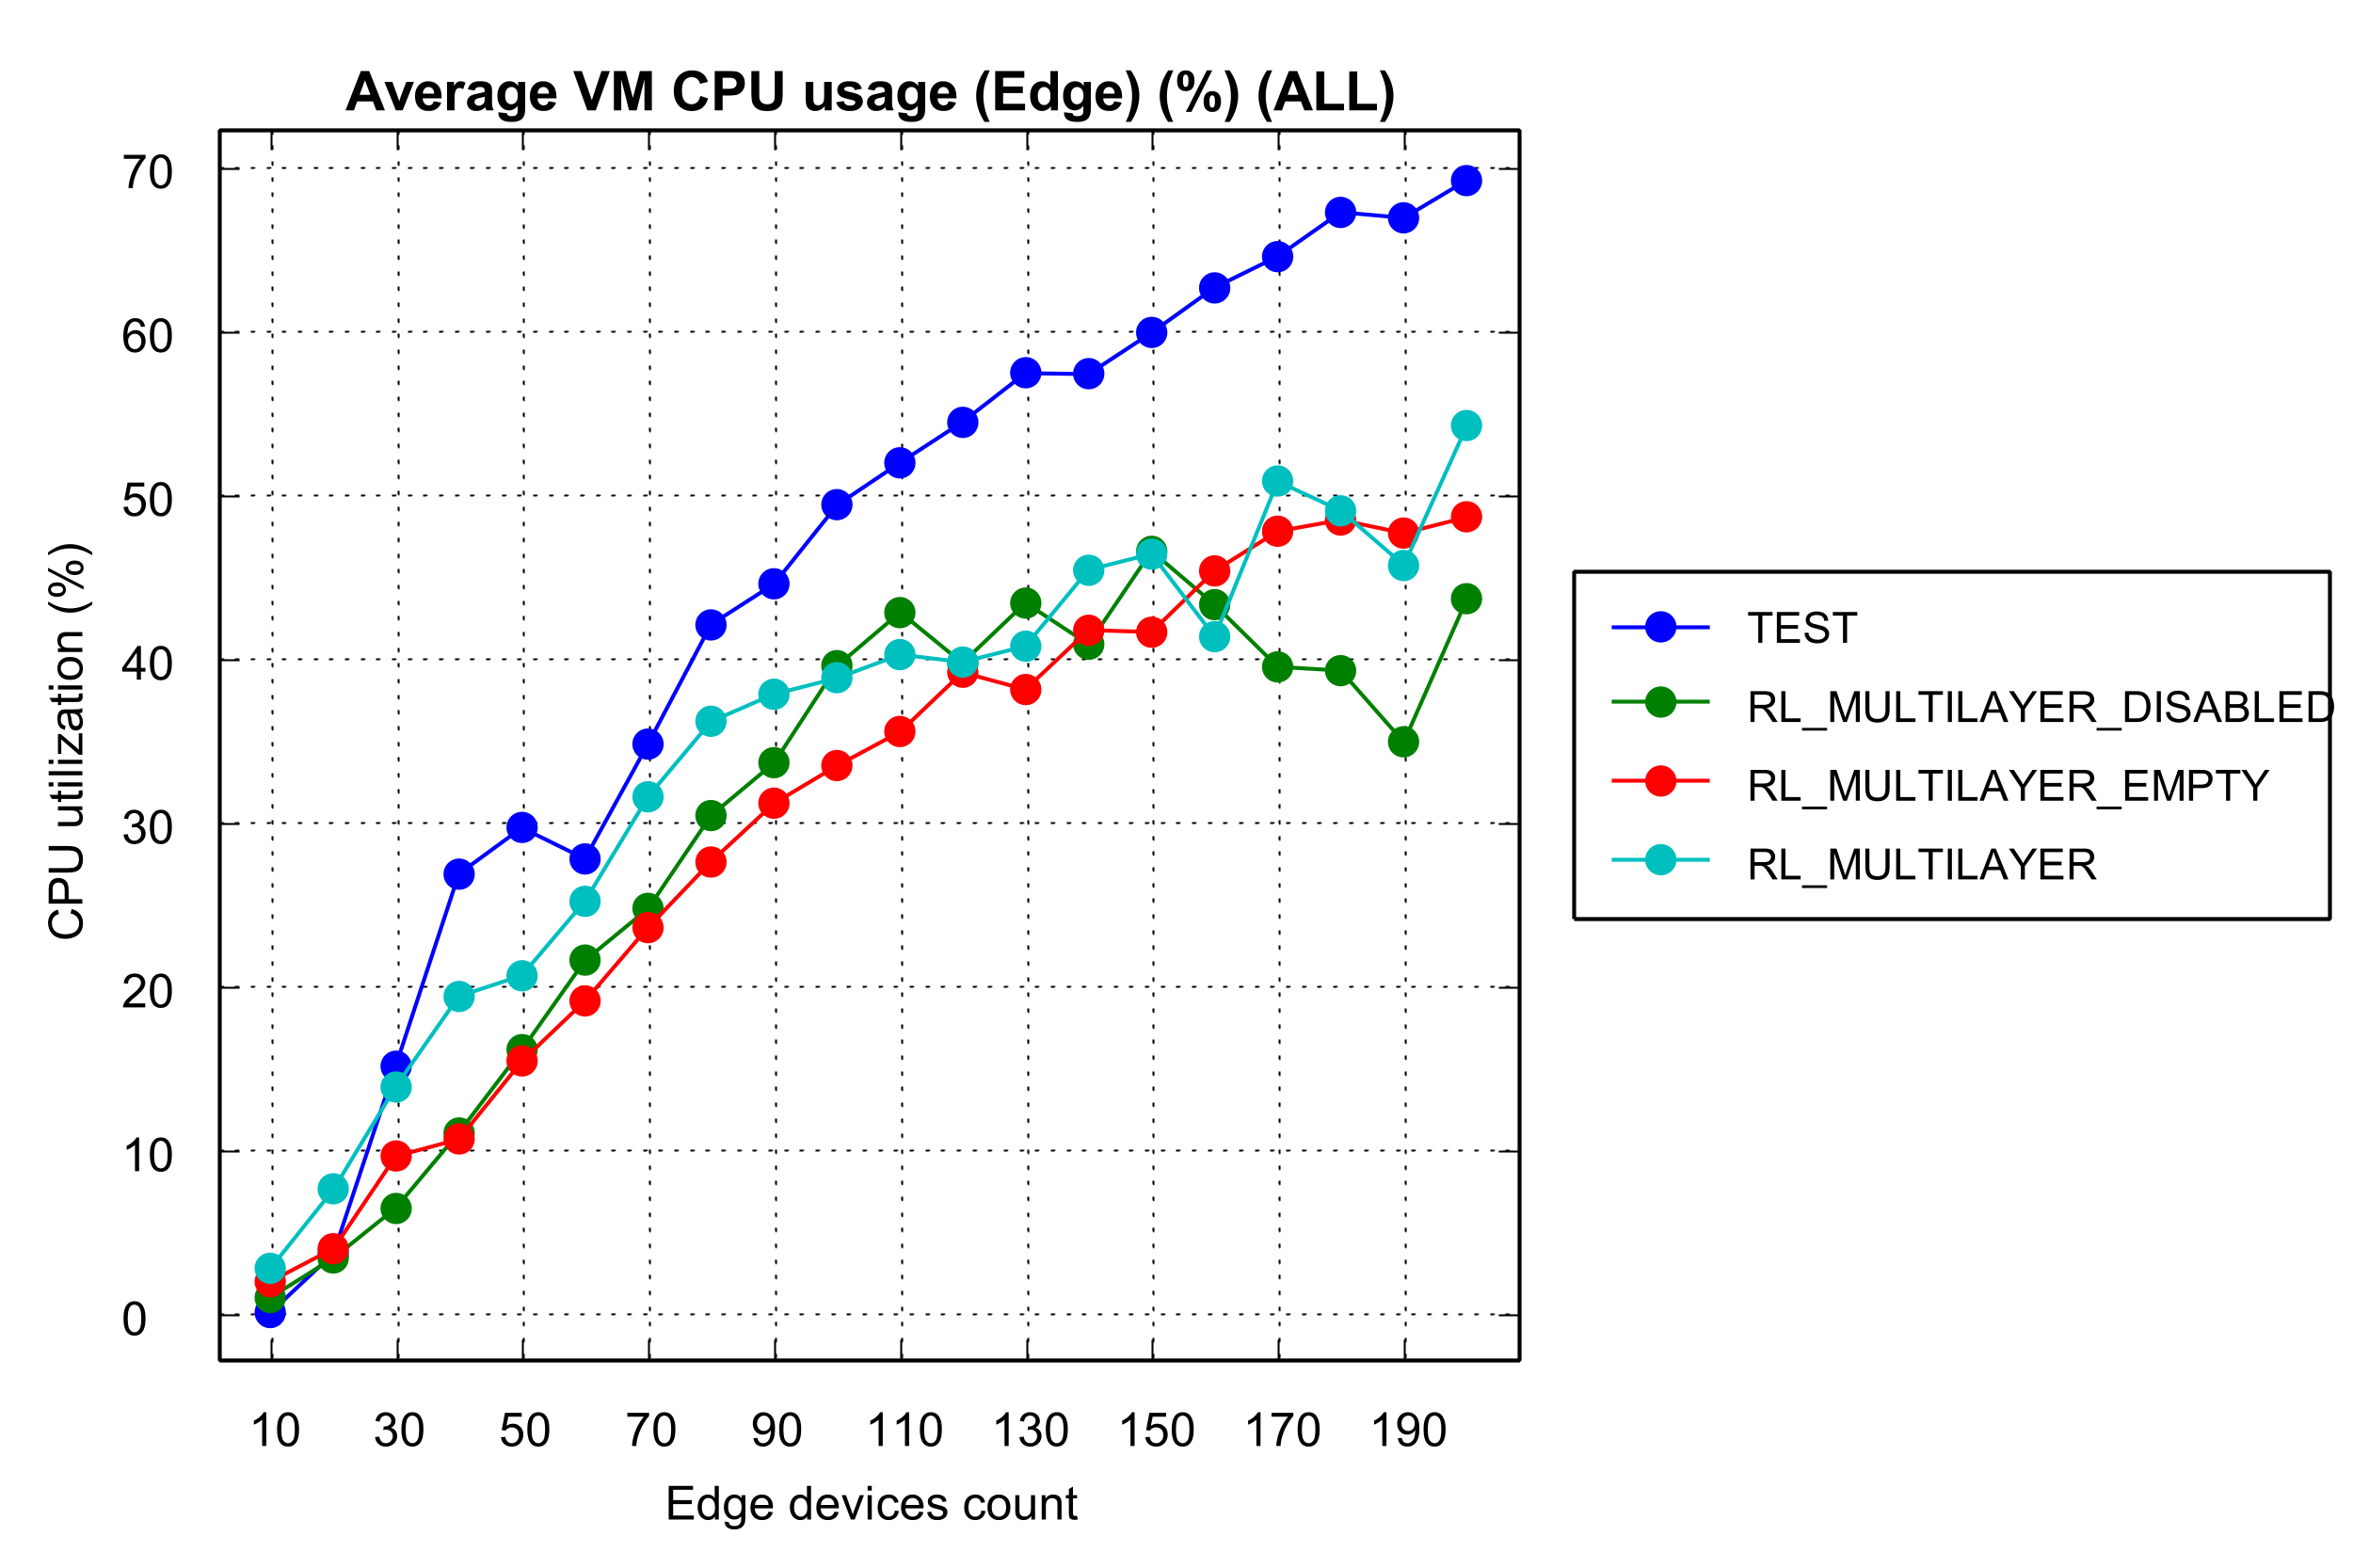 Average VM CPU usage (Edge) (%) (ALL)
70
60
50
40
30
20
10
0
CPU utilization (%)
10 30 50 70 90 110 130 150 170 190
Edge devices count
TEST
RL_MULTILAYER_DISABLED
RL_MULTILAYER_EMPTY
RL_MULTILAYER